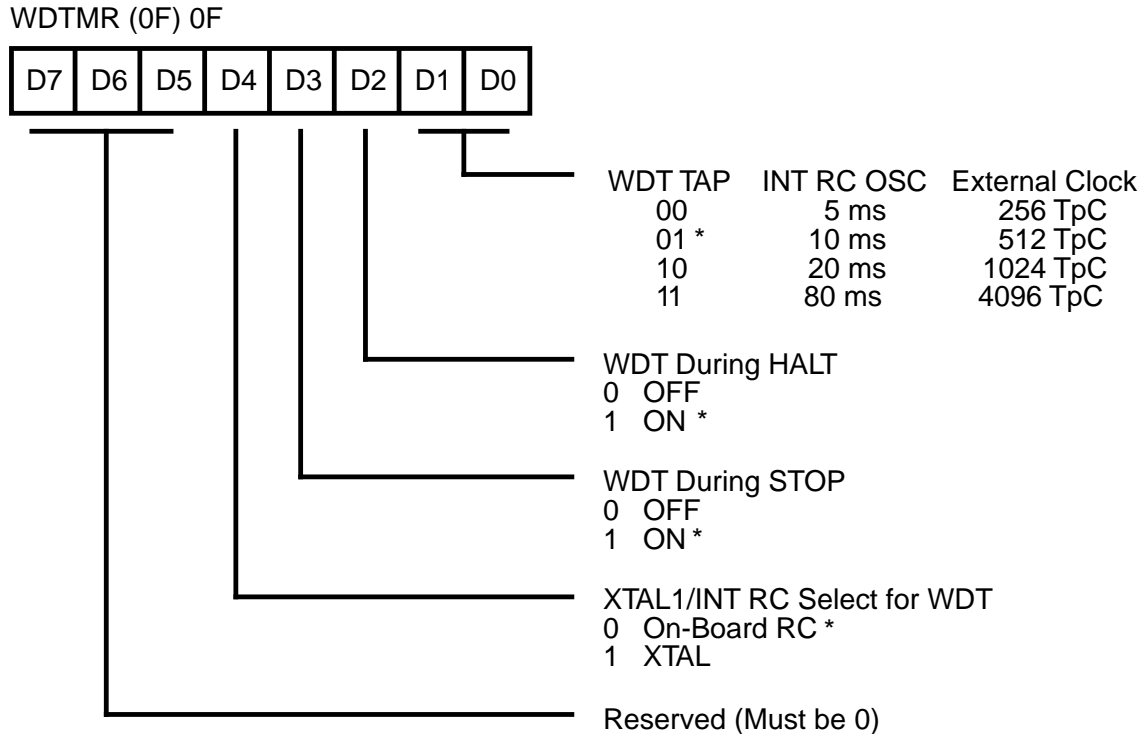 WDTMR (0F) 0F
D7 D6 D5 D4 D3 D2 D1 D0
WDT TAP INT RC OSC External Clock
00 5 ms 256 TpC
01 * 10 ms 512 TpC
10 20 ms 1024 TpC
11 80 ms 4096 TpC
WDT During HALT
0 OFF
1 ON *
WDT During STOP
0 OFF
1 ON *
XTAL1/INT RC Select for WDT
0 On-Board RC *
1 XTAL
Reserved (Must be 0)